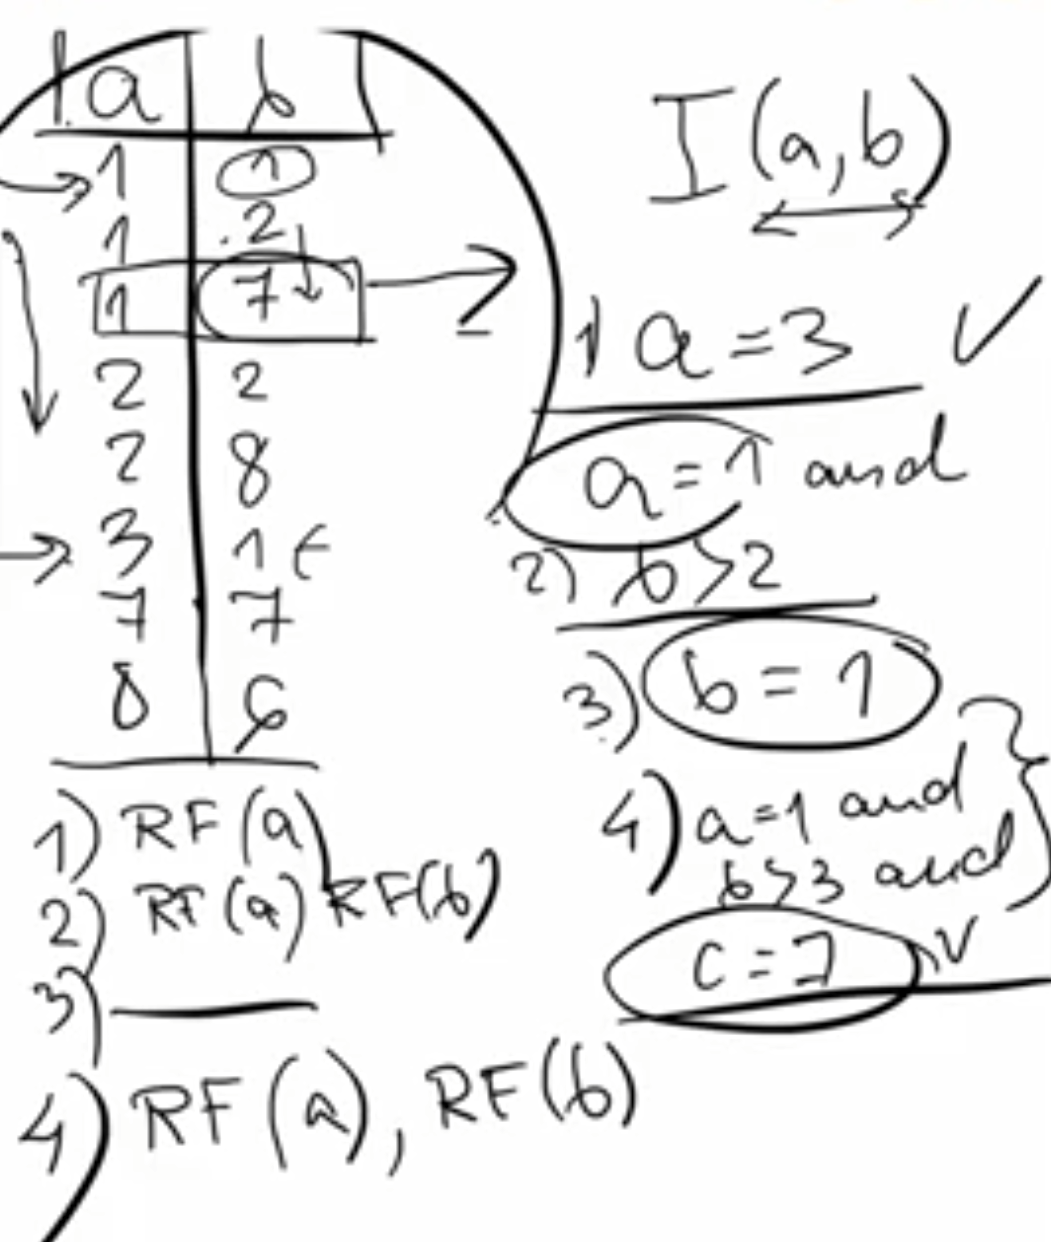 a b
1 1
1 2
1 7
2 2
2 8
3 1
7 7
8 6
I(a,b)
1) a=3 ✓
a=1 and
2) b>2
3) b=1
4) a=1 and
b>3 and
c=7 ✓
1) RF(a)
2) RF(a) RF(b)
3) —
4) RF(a), RF(b)